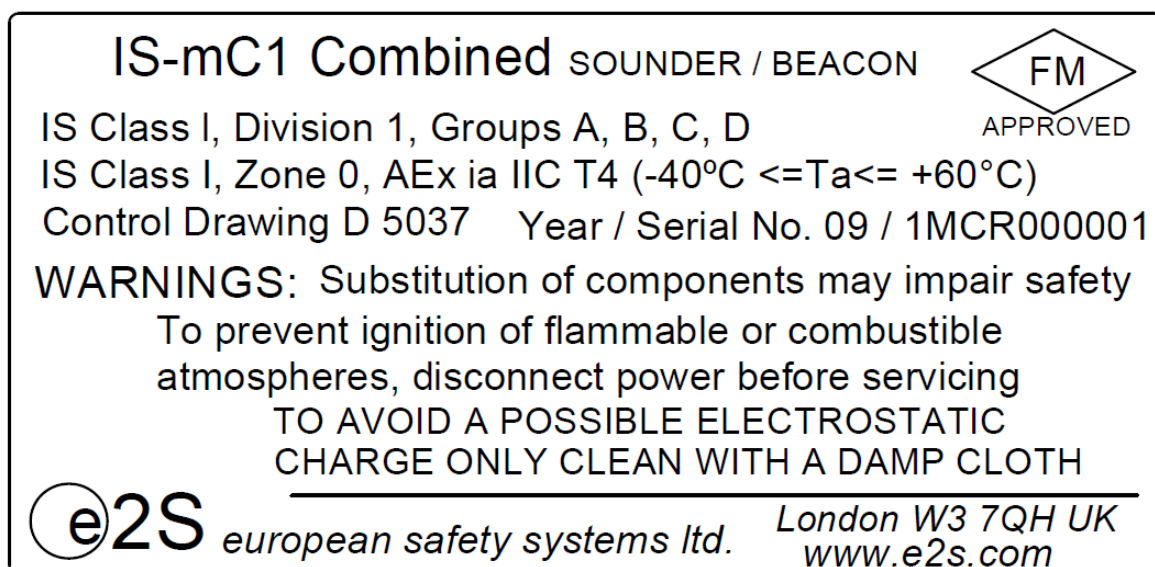 IS-mC1 Combined SOUNDER / BEACON
FM
APPROVED
IS Class I, Division 1, Groups A, B, C, D
IS Class I, Zone 0, AEx ia IIC T4 (-40ºC <=Ta<= +60°C)
Control Drawing D 5037 Year / Serial No. 09 / 1MCR000001
WARNINGS: Substitution of components may impair safety
To prevent ignition of flammable or combustible
atmospheres, disconnect power before servicing
TO AVOID A POSSIBLE ELECTROSTATIC
CHARGE ONLY CLEAN WITH A DAMP CLOTH
e2S european safety systems ltd.
London W3 7QH UK
www.e2s.com